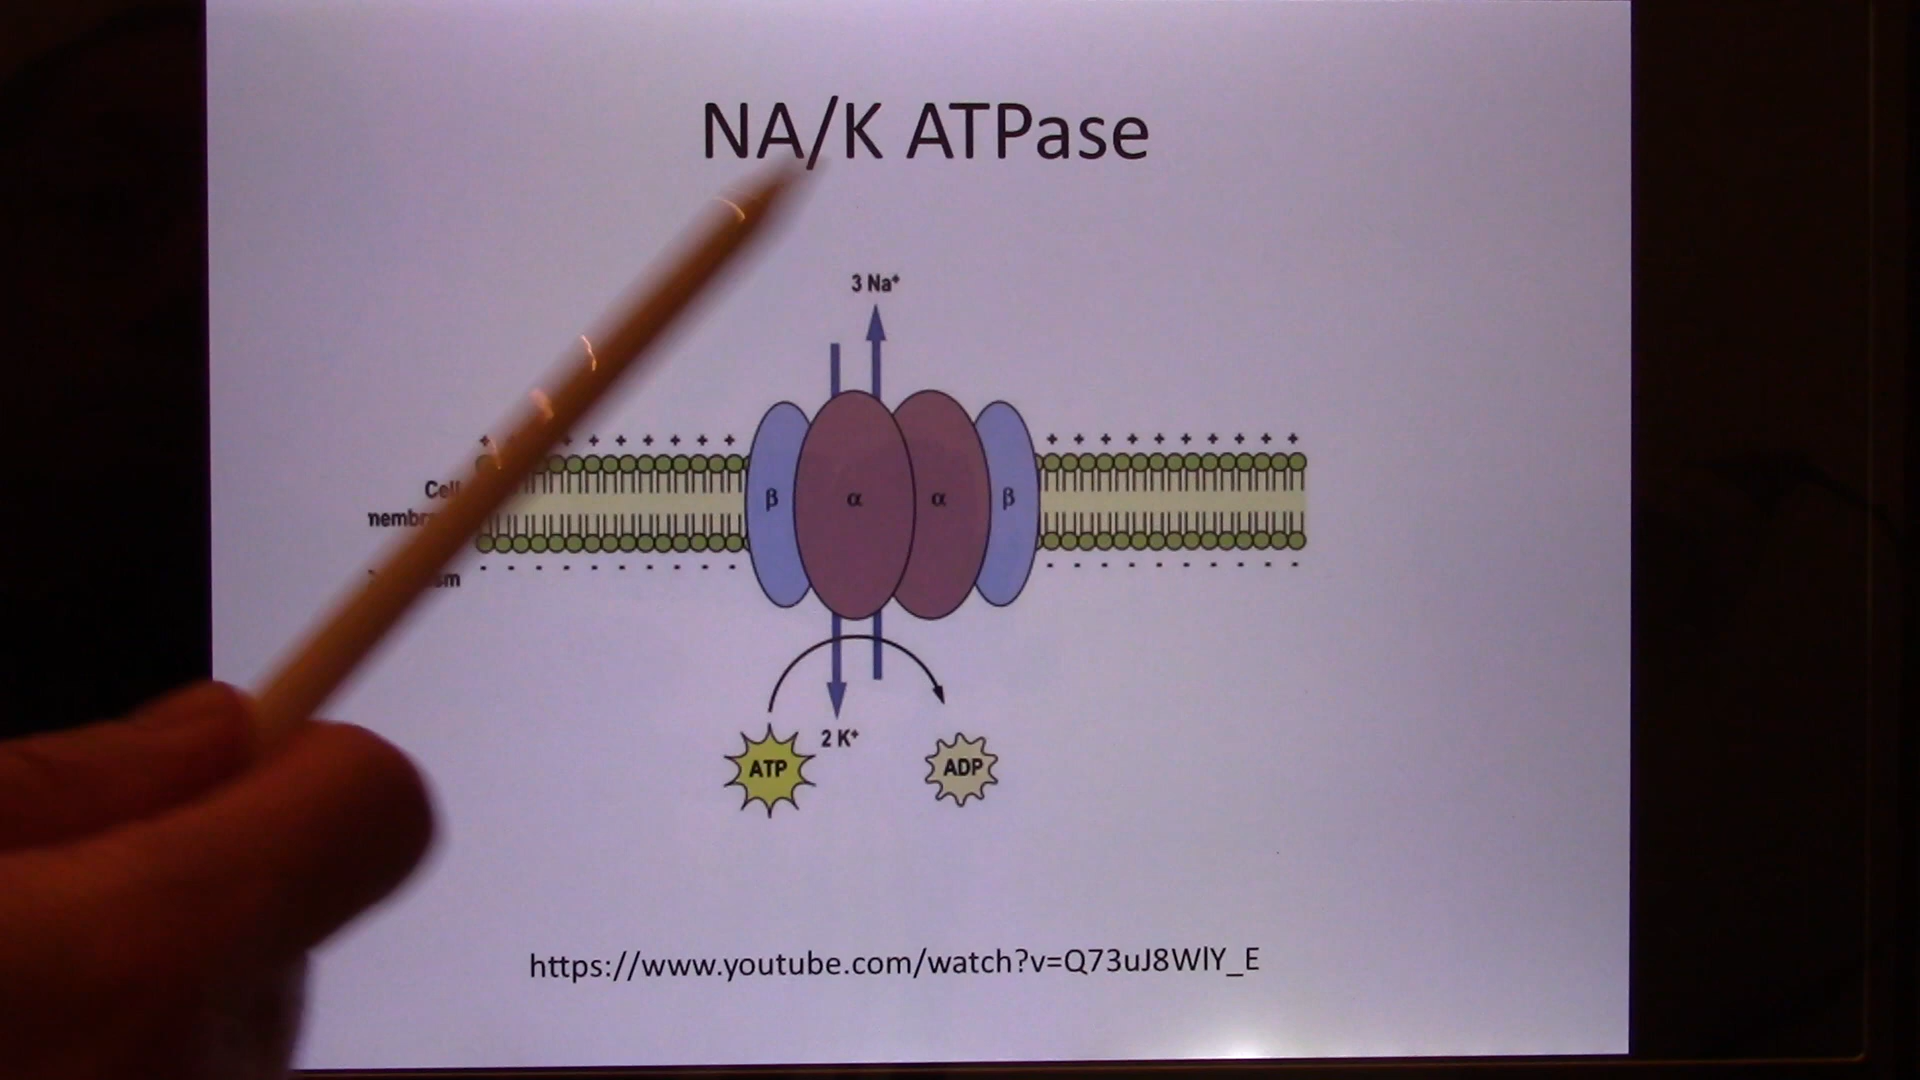 NA/K ATPase
3 Na⁺
+ + + + + + + + + + + + + + + + + +
β α α β
- - - - - - - - - - - - - - - - - - - -
2 K⁺
ATP
ADP
https://www.youtube.com/watch?v=Q73uJ8WlY_E